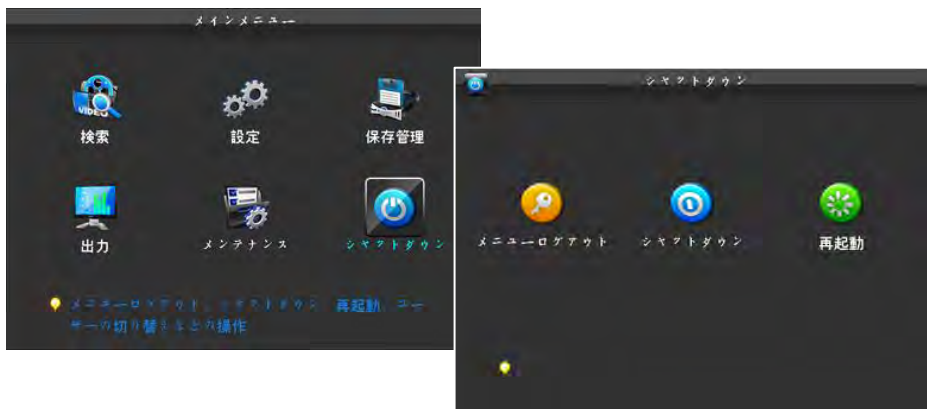 メインメニュー
VIDEO
検索
設定
保存管理
出力
メンテナンス
シャットダウン
メニューログアウト、シャットダウン、再起動、ユー
ザーの切り替えなどの操作
シャットダウン
メニューログアウト
シャットダウン
再起動